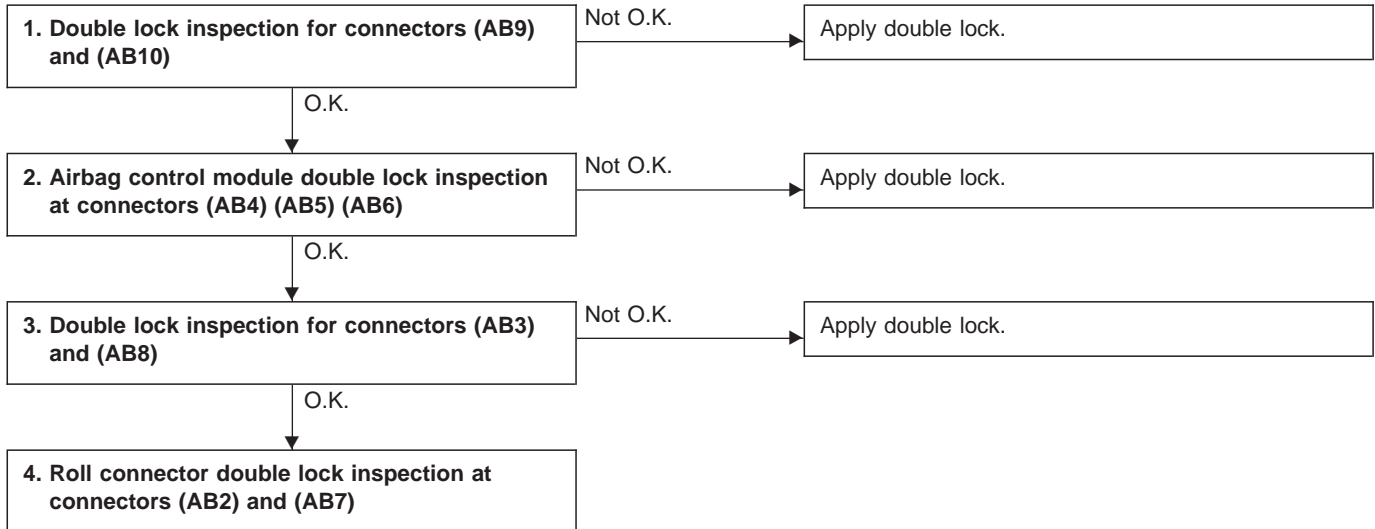 1. Double lock inspection for connectors (AB9)
and (AB10)
Not O.K.
Apply double lock.
O.K.
2. Airbag control module double lock inspection
at connectors (AB4) (AB5) (AB6)
Not O.K.
Apply double lock.
O.K.
3. Double lock inspection for connectors (AB3)
and (AB8)
Not O.K.
Apply double lock.
O.K.
4. Roll connector double lock inspection at
connectors (AB2) and (AB7)